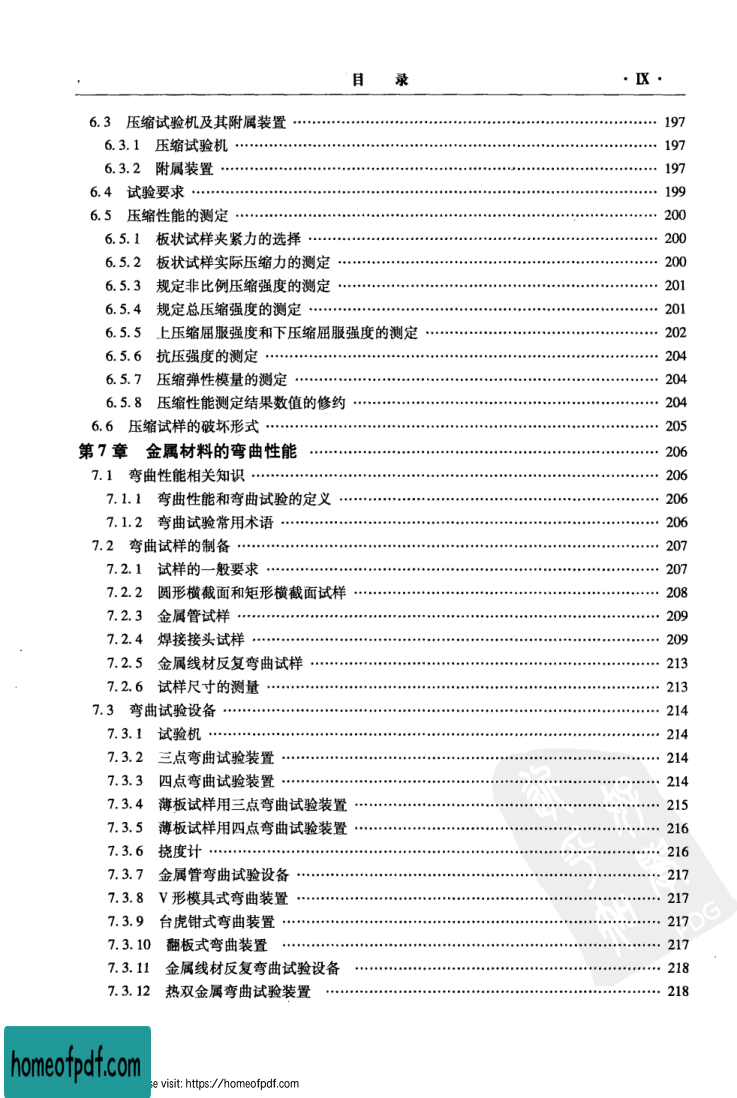 目 录 · IX ·
6.3 压缩试验机及其附属装置 …… 197
6.3.1 压缩试验机 …… 197
6.3.2 附属装置 …… 197
6.4 试验要求 …… 199
6.5 压缩性能的测定 …… 200
6.5.1 板状试样夹紧力的选择 …… 200
6.5.2 板状试样实际压缩力的测定 …… 200
6.5.3 规定非比例压缩强度的测定 …… 201
6.5.4 规定总压缩强度的测定 …… 201
6.5.5 上压缩屈服强度和下压缩屈服强度的测定 …… 202
6.5.6 抗压强度的测定 …… 204
6.5.7 压缩弹性模量的测定 …… 204
6.5.8 压缩性能测定结果数值的修约 …… 204
6.6 压缩试样的破坏形式 …… 205
第7章 金属材料的弯曲性能 …… 206
7.1 弯曲性能相关知识 …… 206
7.1.1 弯曲性能和弯曲试验的定义 …… 206
7.1.2 弯曲试验常用术语 …… 206
7.2 弯曲试样的制备 …… 207
7.2.1 试样的一般要求 …… 207
7.2.2 圆形横截面和矩形横截面试样 …… 208
7.2.3 金属管试样 …… 209
7.2.4 焊接接头试样 …… 209
7.2.5 金属线材反复弯曲试样 …… 213
7.2.6 试样尺寸的测量 …… 213
7.3 弯曲试验设备 …… 214
7.3.1 试验机 …… 214
7.3.2 三点弯曲试验装置 …… 214
7.3.3 四点弯曲试验装置 …… 214
7.3.4 薄板试样用三点弯曲试验装置 …… 215
7.3.5 薄板试样用四点弯曲试验装置 …… 216
7.3.6 挠度计 …… 216
7.3.7 金属管弯曲试验设备 …… 217
7.3.8 V形模具式弯曲装置 …… 217
7.3.9 台虎钳式弯曲装置 …… 217
7.3.10 翻板式弯曲装置 …… 217
7.3.11 金属线材反复弯曲试验设备 …… 218
7.3.12 热双金属弯曲试验装置 …… 218
PDG
homeofpdf.com
se visit: https://homeofpdf.com